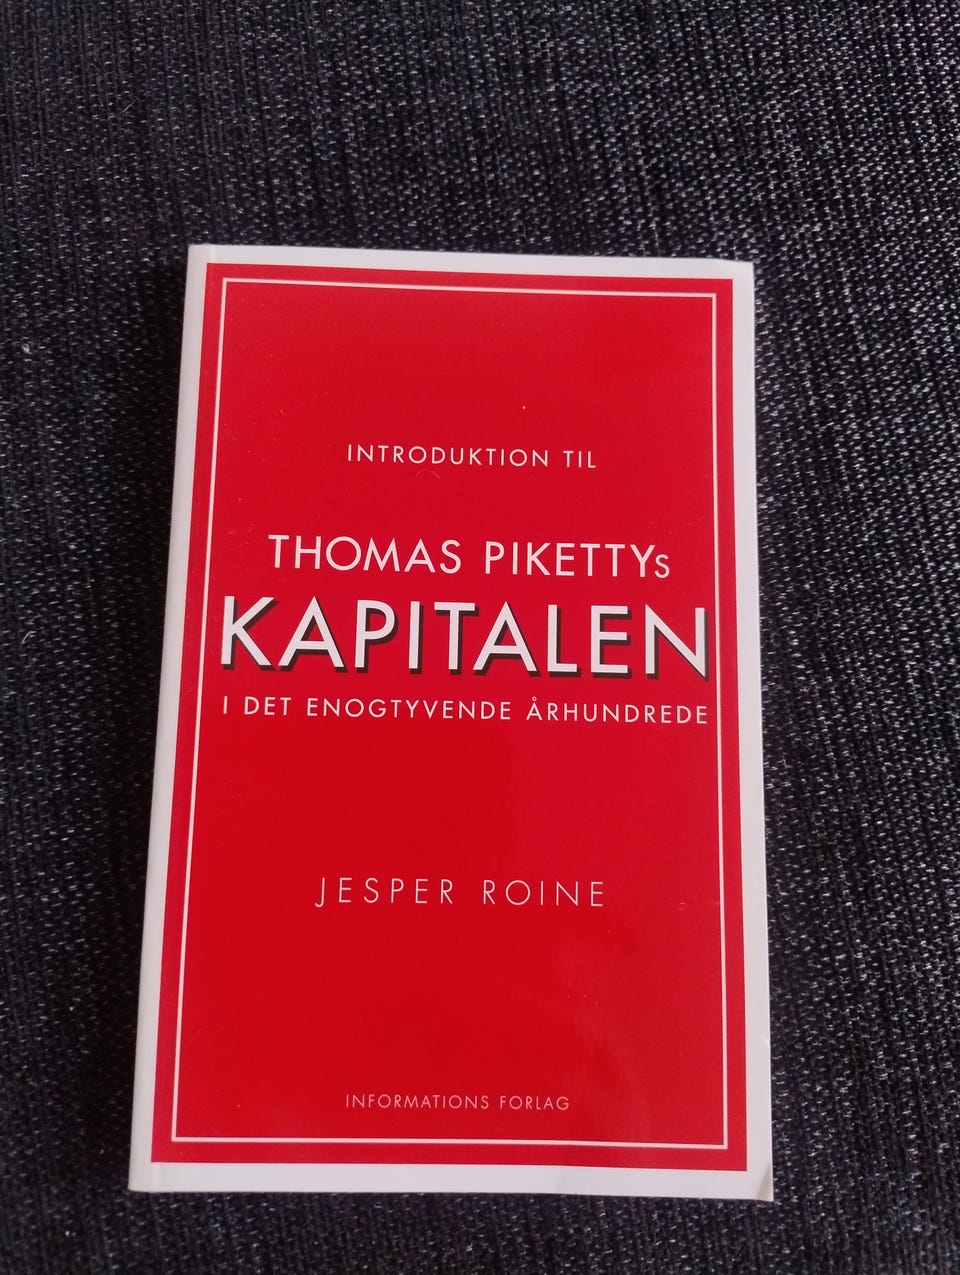 INTRODUKTION TIL
THOMAS PIKETTYs
KAPITALEN
I DET ENOGTYVENDE ÅRHUNDREDE
JESPER ROINE
INFORMATIONS FORLAG